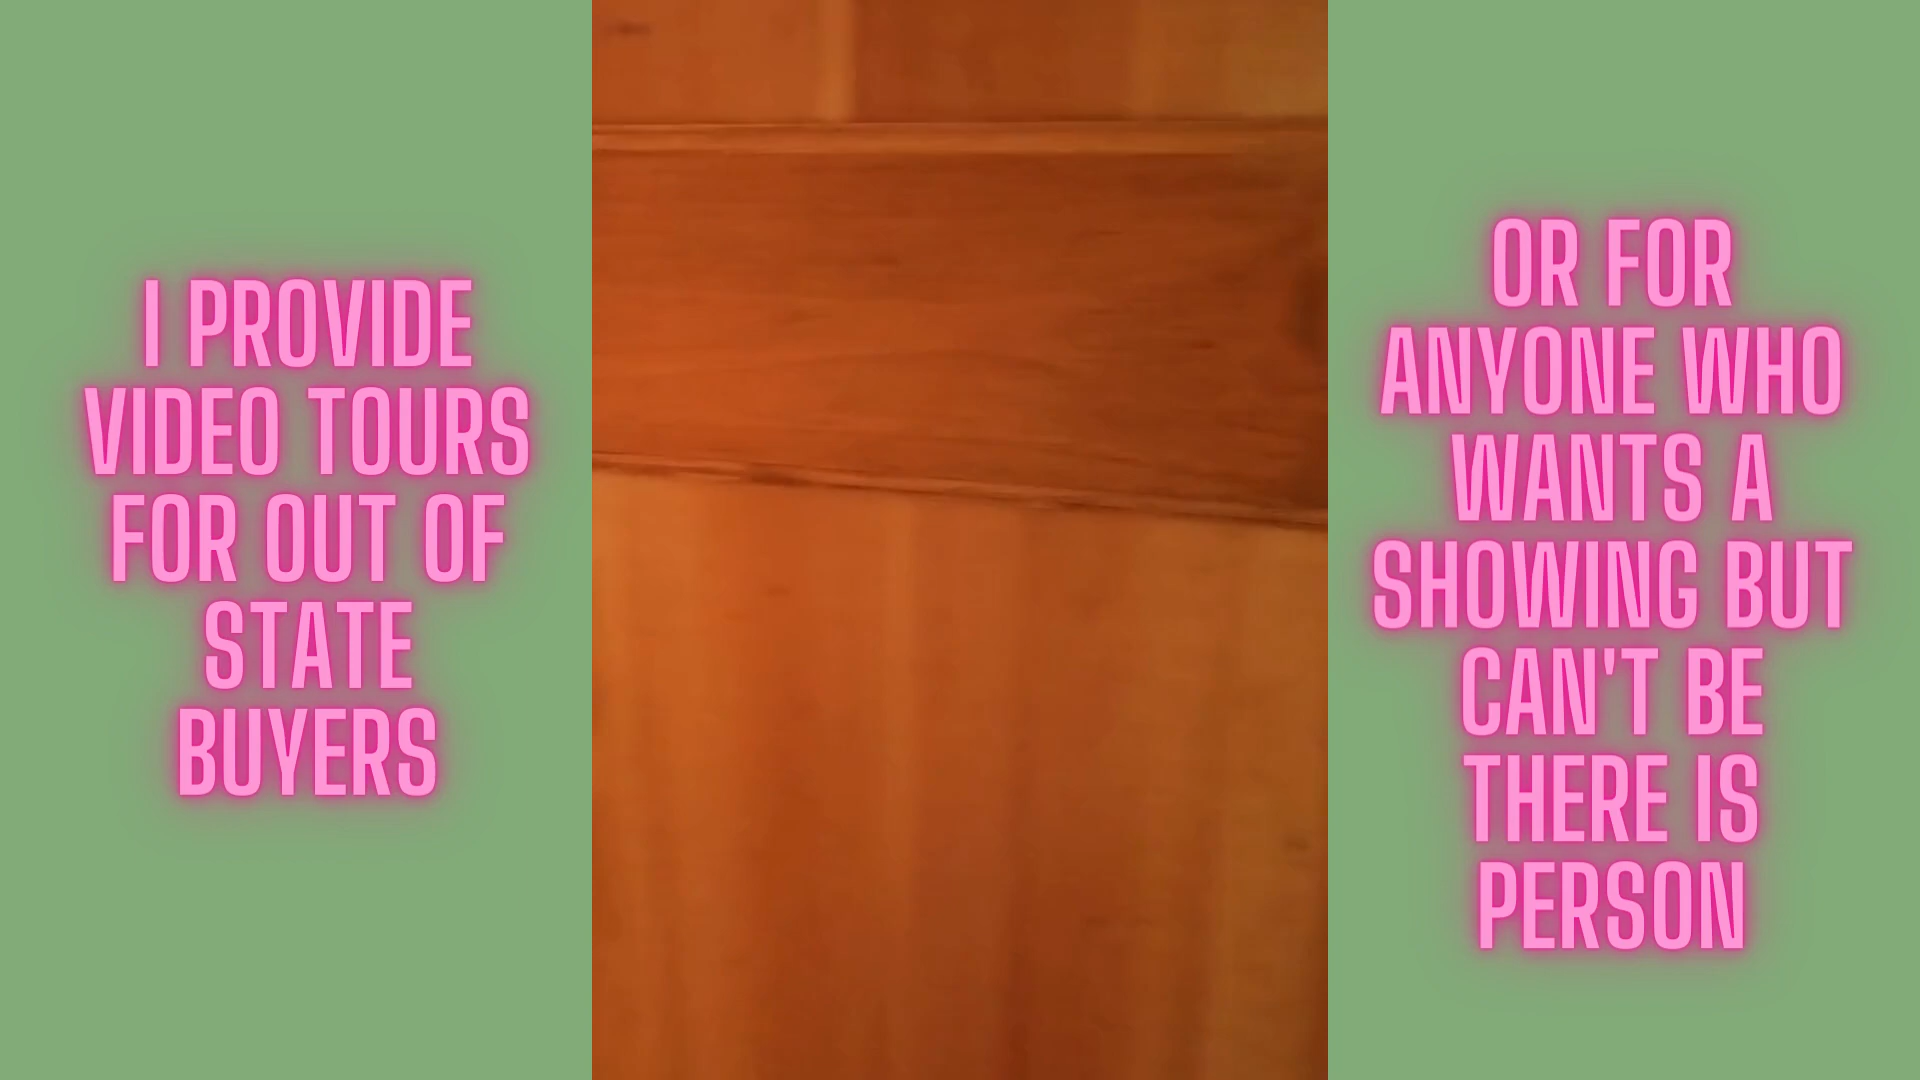 I PROVIDE
VIDEO TOURS
FOR OUT OF
STATE
BUYERS
OR FOR
ANYONE WHO
WANTS A
SHOWING BUT
CAN'T BE
THERE IS
PERSON